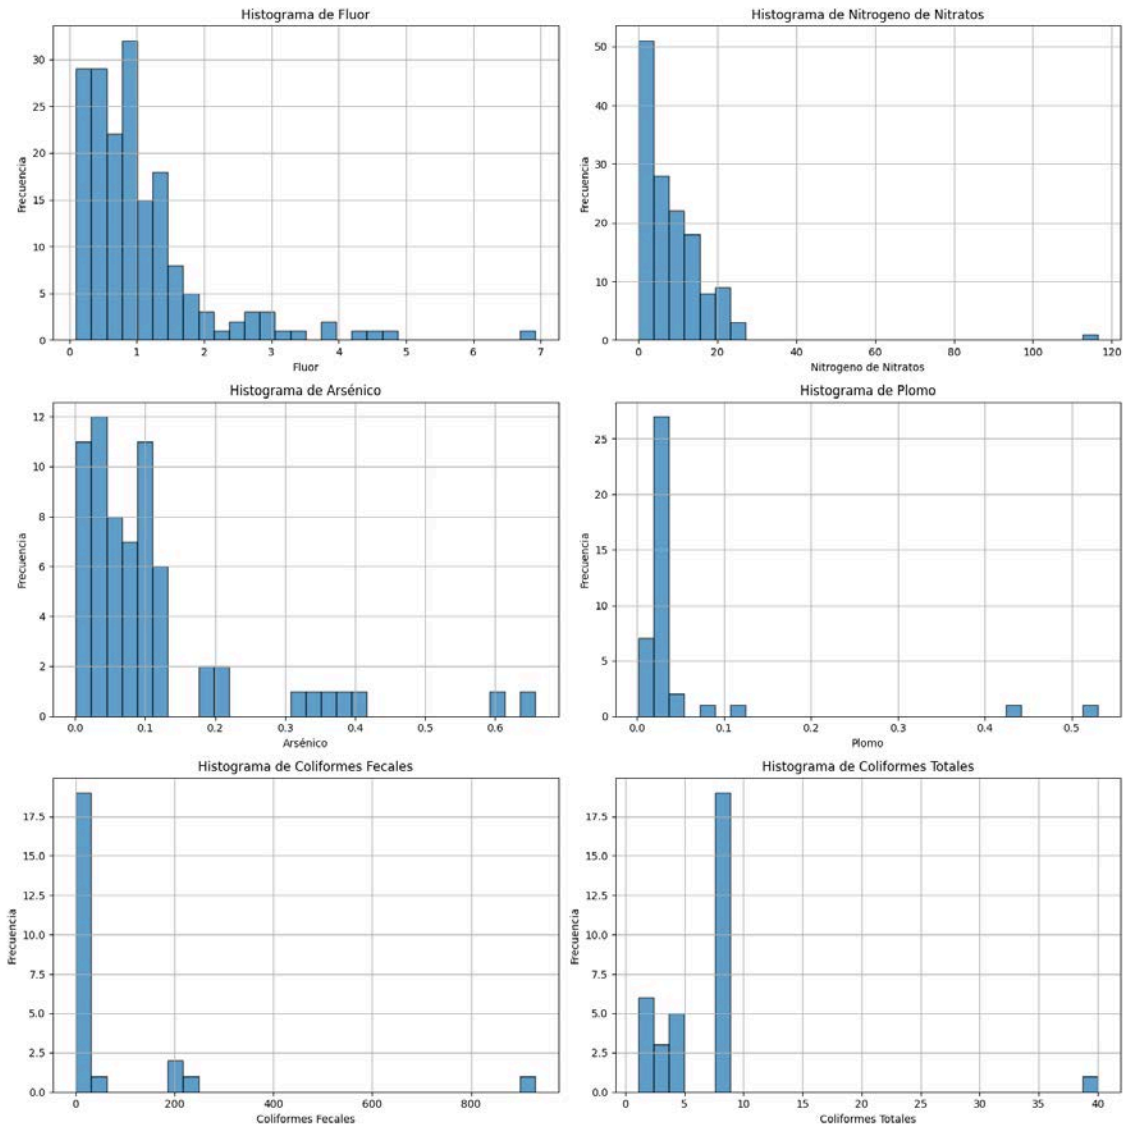 Histograma de Fluor
Frecuencia
30
25
20
15
10
5
0
0 1 2 3 4 5 6 7
Fluor
Histograma de Nitrogeno de Nitratos
Frecuencia
50
40
30
20
10
0
0 20 40 60 80 100 120
Nitrogeno de Nitratos
Histograma de Arsénico
Frecuencia
12
10
8
6
4
2
0
0.0 0.1 0.2 0.3 0.4 0.5 0.6
Arsénico
Histograma de Plomo
Frecuencia
25
20
15
10
5
0
0.0 0.1 0.2 0.3 0.4 0.5
Plomo
Histograma de Coliformes Fecales
Frecuencia
17.5
15.0
12.5
10.0
7.5
5.0
2.5
0.0
0 200 400 600 800
Coliformes Fecales
Histograma de Coliformes Totales
Frecuencia
17.5
15.0
12.5
10.0
7.5
5.0
2.5
0.0
0 5 10 15 20 25 30 35 40
Coliformes Totales